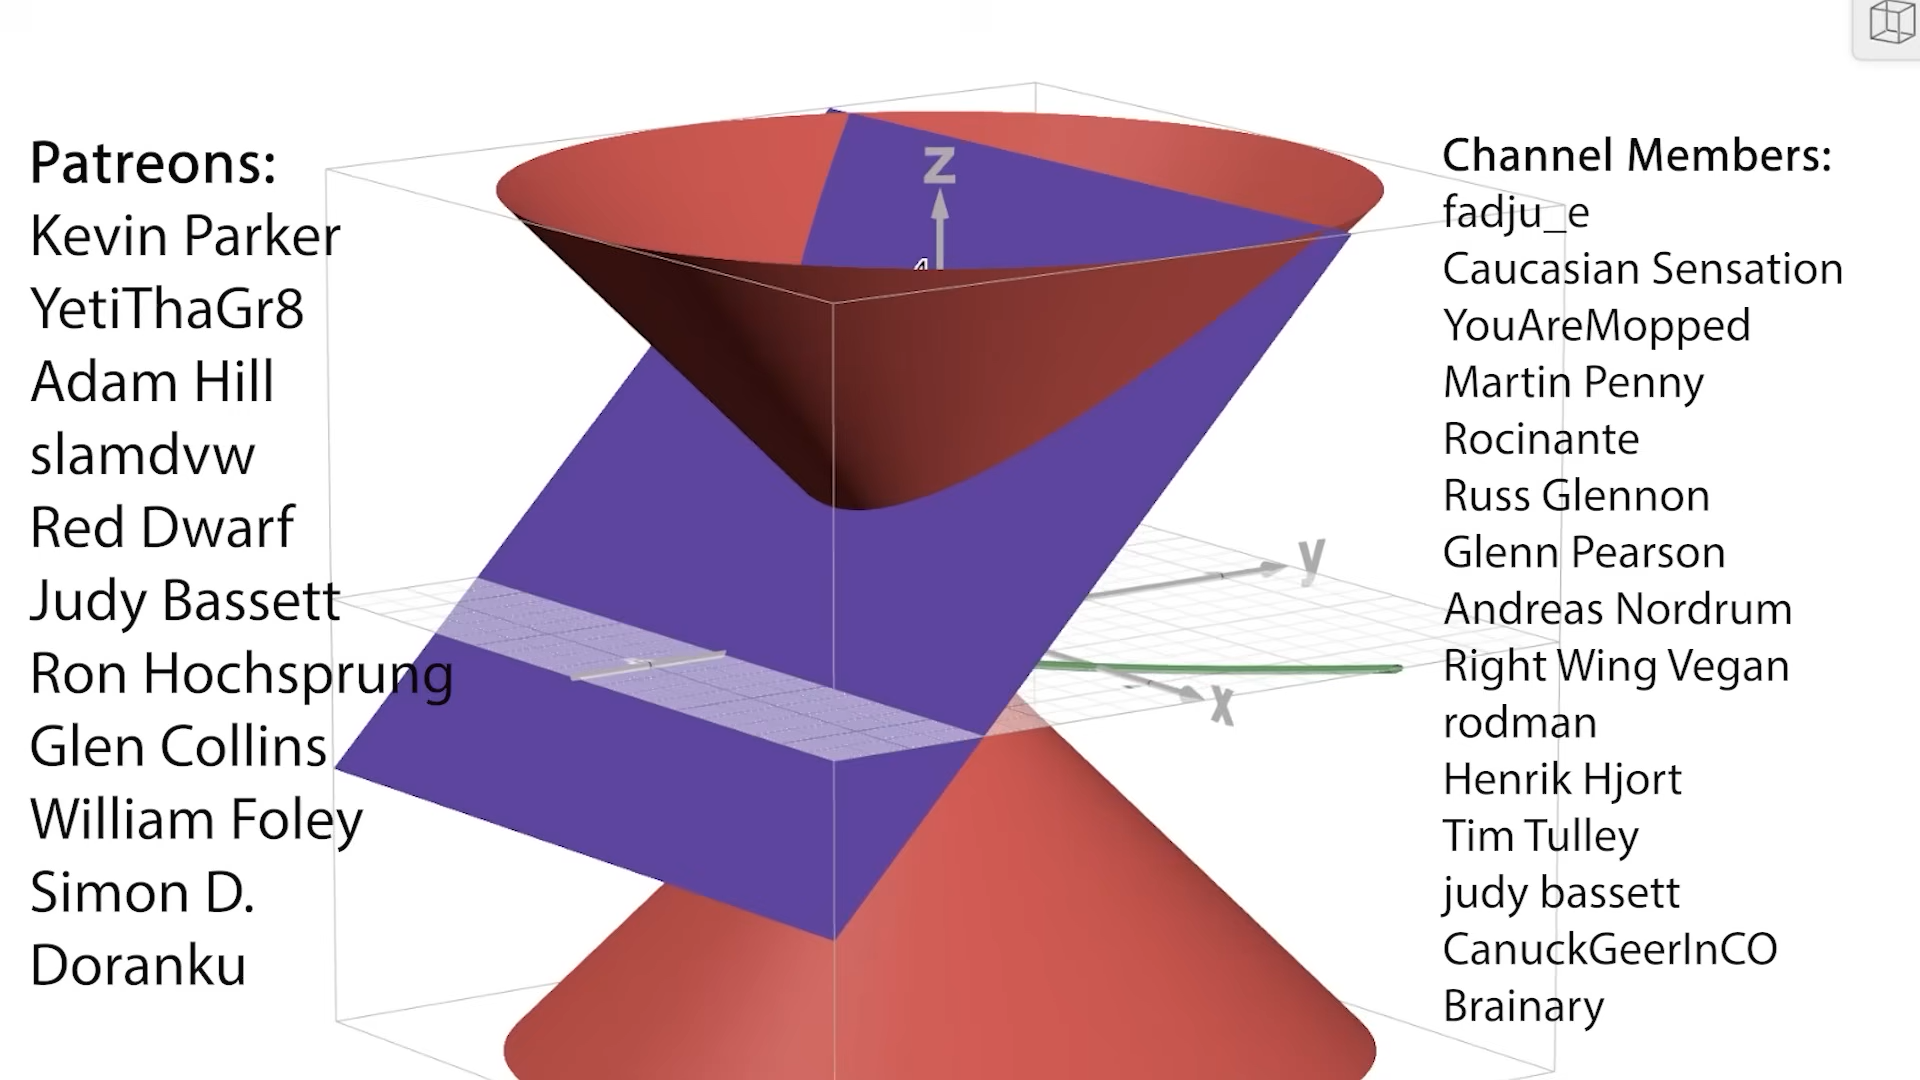 Patreons:
Kevin Parker
YetiThaGr8
Adam Hill
slamdvw
Red Dwarf
Judy Bassett
Ron Hochsprung
Glen Collins
William Foley
Simon D.
Doranku
z
4
y
x
Channel Members:
fadju_e
Caucasian Sensation
YouAreMopped
Martin Penny
Rocinante
Russ Glennon
Glenn Pearson
Andreas Nordrum
Right Wing Vegan
rodman
Henrik Hjort
Tim Tulley
judy bassett
CanuckGeerInCO
Brainary